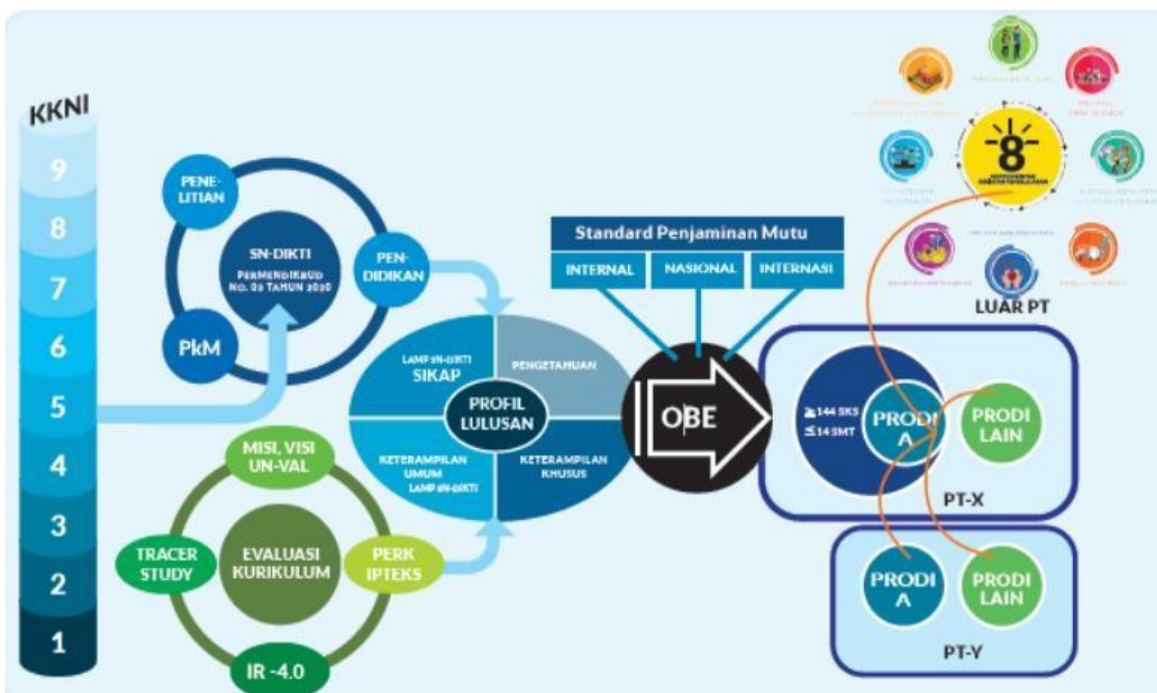 KKNI
9
8
7
6
5
4
3
2
1
PENE-
LITIAN
SN-DIKTI
PERMENDIKBUD
NO. 03 TAHUN 2020
PEN-
DIDIKAN
PkM
MISI, VISI
UN-VAL
TRACER
STUDY
EVALUASI
KURIKULUM
PERK
IPTEKS
IR -4.0
LAMP SN-DIKTI
SIKAP
PENGETAHUAN
PROFIL
LULUSAN
KETERAMPILAN
UMUM
LAMP SN-DIKTI
KETERAMPILAN
KHUSUS
Standard Penjaminan Mutu
INTERNAL
NASIONAL
INTERNASI
OBE
8
LUAR PT
≥144 SKS
≤14 SMT
PRODI
A
PRODI
LAIN
PT-X
PRODI
A
PRODI
LAIN
PT-Y